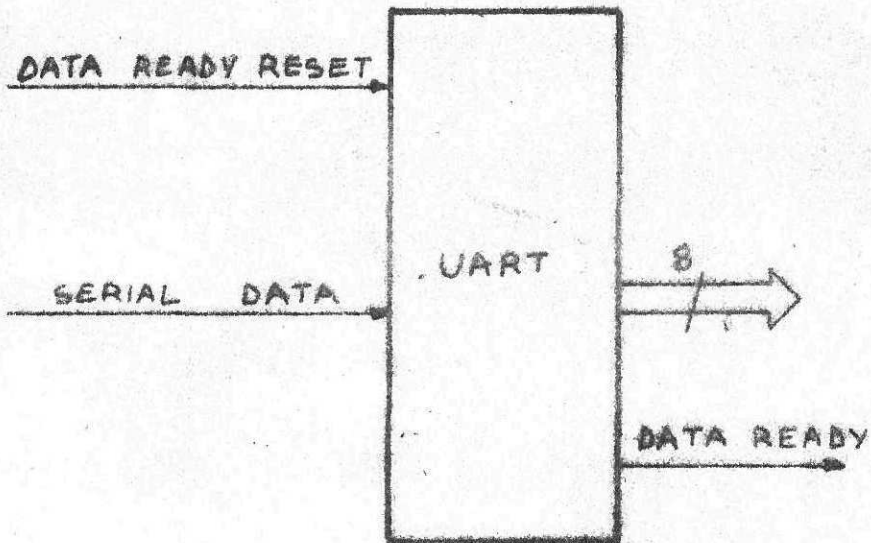 DATA READY RESET
SERIAL DATA
UART
8
DATA READY